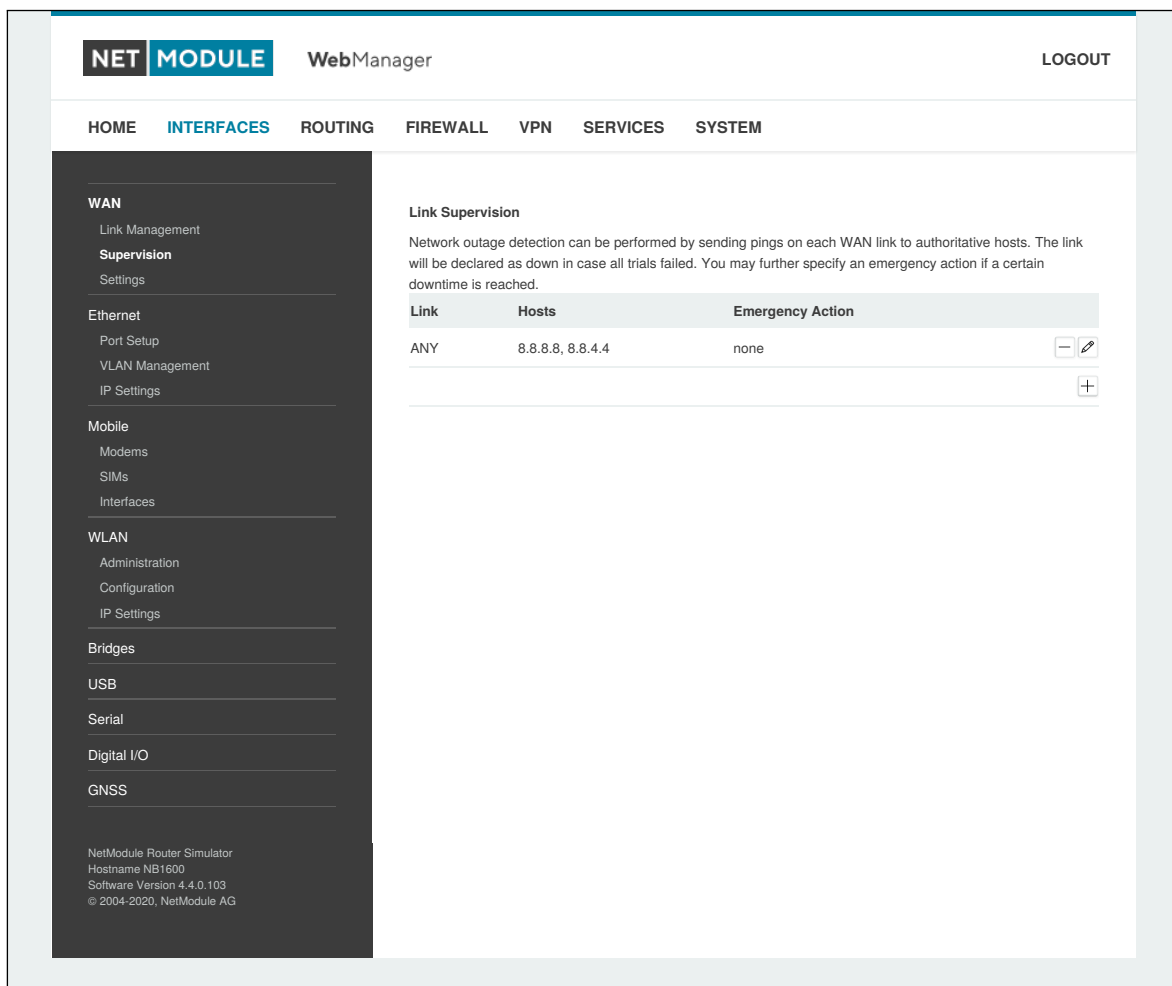 NET MODULE WebManager LOGOUT
HOME INTERFACES ROUTING FIREWALL VPN SERVICES SYSTEM
WAN
Link Management
Supervision
Settings
Ethernet
Port Setup
VLAN Management
IP Settings
Mobile
Modems
SIMs
Interfaces
WLAN
Administration
Configuration
IP Settings
Bridges
USB
Serial
Digital I/O
GNSS
NetModule Router Simulator
Hostname NB1600
Software Version 4.4.0.103
© 2004-2020, NetModule AG
Link Supervision
Network outage detection can be performed by sending pings on each WAN link to authoritative hosts. The link
will be declared as down in case all trials failed. You may further specify an emergency action if a certain
downtime is reached.
Link Hosts Emergency Action
ANY 8.8.8.8, 8.8.4.4 none